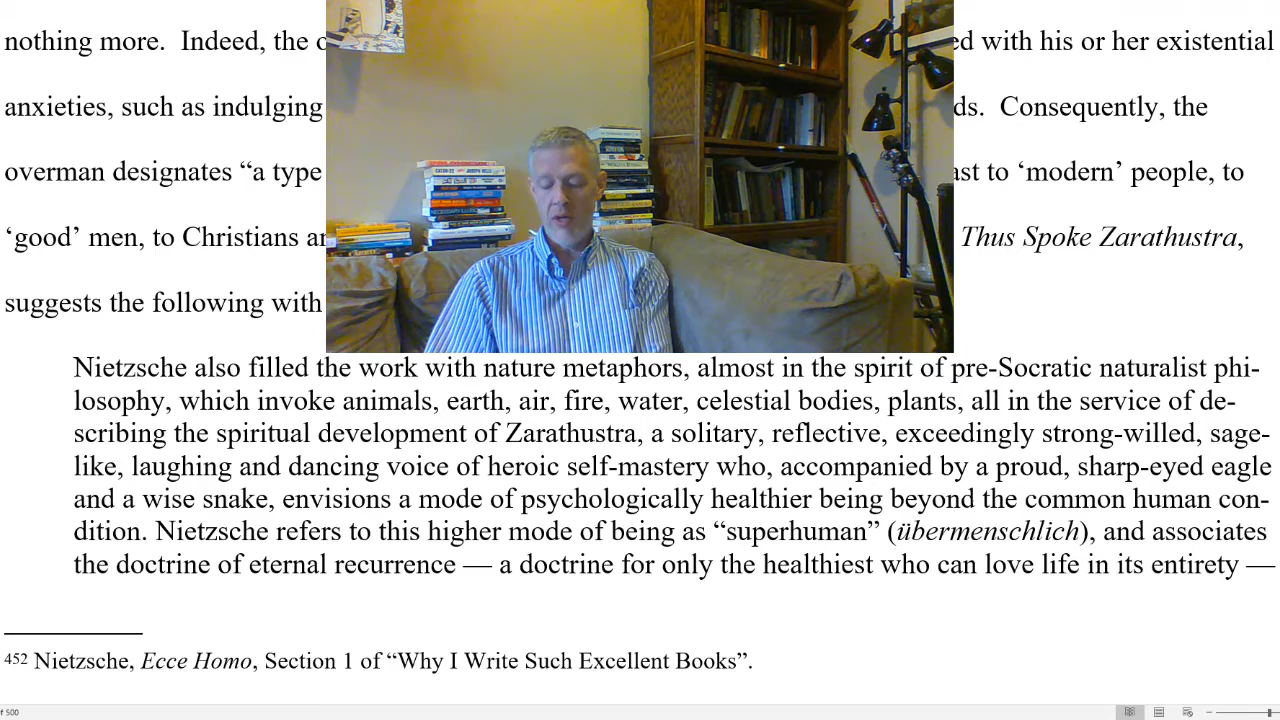 nothing more. Indeed, the
ed with his or her existential
anxieties, such as indulging
ds. Consequently, the
overman designates “a type
ast to ‘modern’ people, to
‘good’ men, to Christians
Thus Spoke Zarathustra,
suggests the following with
Nietzsche also filled the work with nature metaphors, almost in the spirit of pre-Socratic naturalist phi-
losophy, which invoke animals, earth, air, fire, water, celestial bodies, plants, all in the service of de-
scribing the spiritual development of Zarathustra, a solitary, reflective, exceedingly strong-willed, sage-
like, laughing and dancing voice of heroic self-mastery who, accompanied by a proud, sharp-eyed eagle
and a wise snake, envisions a mode of psychologically healthier being beyond the common human con-
dition. Nietzsche refers to this higher mode of being as “superhuman” (übermenschlich), and associates
the doctrine of eternal recurrence — a doctrine for only the healthiest who can love life in its entirety —
452 Nietzsche, Ecce Homo, Section 1 of “Why I Write Such Excellent Books”.
f 500